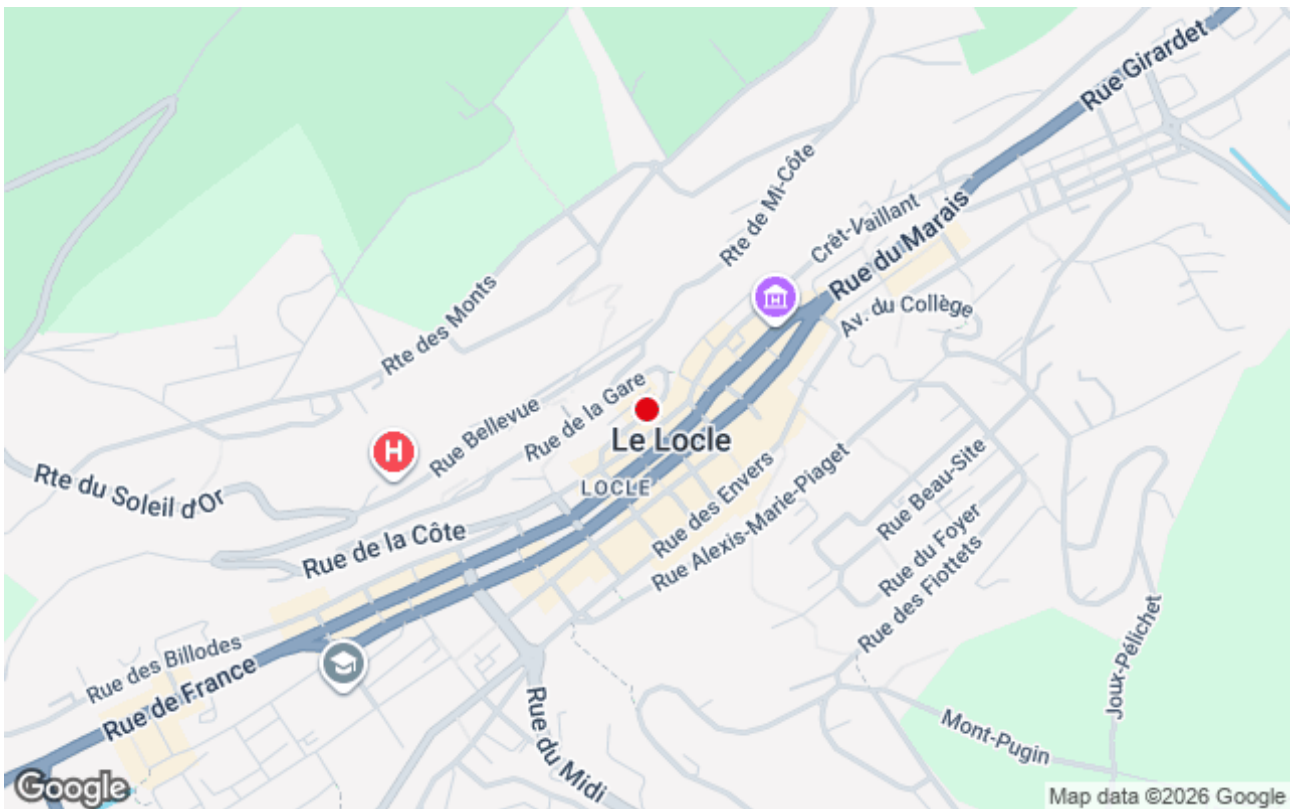 Rue Girardet
Rte de Mi-Côte
Crêt-Vaillant
Rue du Marais
Av. du Collège
Rte des Monts
Rue de la Gare
Rue Bellevue
H
Le Locle
LOCLE
Rte du Soleil d'Or
Rue de la Côte
Rue des Envers
Rue Alexis-Marie-Piaget
Rue Beau-Site
Rue du Foyer
Rue des Fiottets
Joux-Pélichet
Rue des Billodes
Rue de France
Rue du Midi
Mont-Pugin
Google
Map data ©2026 Google